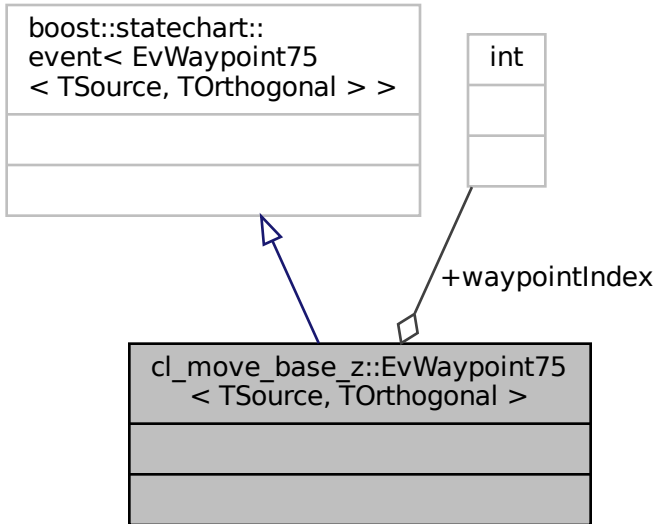 boost::statechart::
event< EvWaypoint75
< TSource, TOrthogonal > >
int
+waypointIndex
cl_move_base_z::EvWaypoint75
< TSource, TOrthogonal >